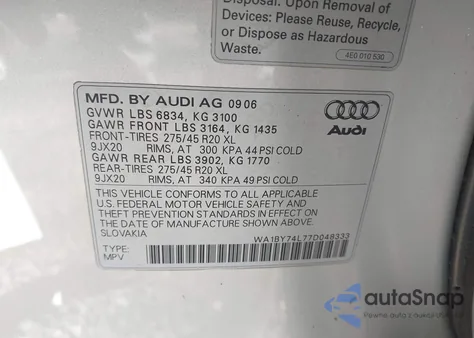 Disposal. Upon Removal of
Devices: Please Reuse, Recycle,
or Dispose as Hazardous
Waste.
4E0 010 530
MFD. BY AUDI AG 09 06
GVWR LBS 6834, KG 3100
GAWR FRONT LBS 3164, KG 1435
FRONT-TIRES 275/45 R20 XL
9JX20 RIMS, AT 300 KPA 44 PSI COLD
GAWR REAR LBS 3902, KG 1770
REAR-TIRES 275/45 R20 XL
9JX20 RIMS, AT 340 KPA 49 PSI COLD
Audi
THIS VEHICLE CONFORMS TO ALL APPLICABLE
U.S. FEDERAL MOTOR VEHICLE SAFETY AND
THEFT PREVENTION STANDARDS IN EFFECT ON
THE DATE OF MANUFACTURE SHOWN ABOVE.
SLOVAKIA
WA1BY74L77D048333
TYPE:
MPV
autoSnap
Pewne auto z aukcji